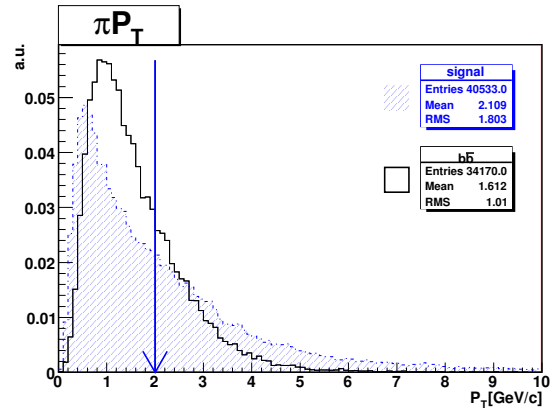 πP_T
a.u.
signal
Entries 40533.0
Mean 2.109
RMS 1.803
bb̅
Entries 34170.0
Mean 1.612
RMS 1.01
0.05
0.04
0.03
0.02
0.01
0
0 1 2 3 4 5 6 7 8 9 10
P_T[GeV/c]